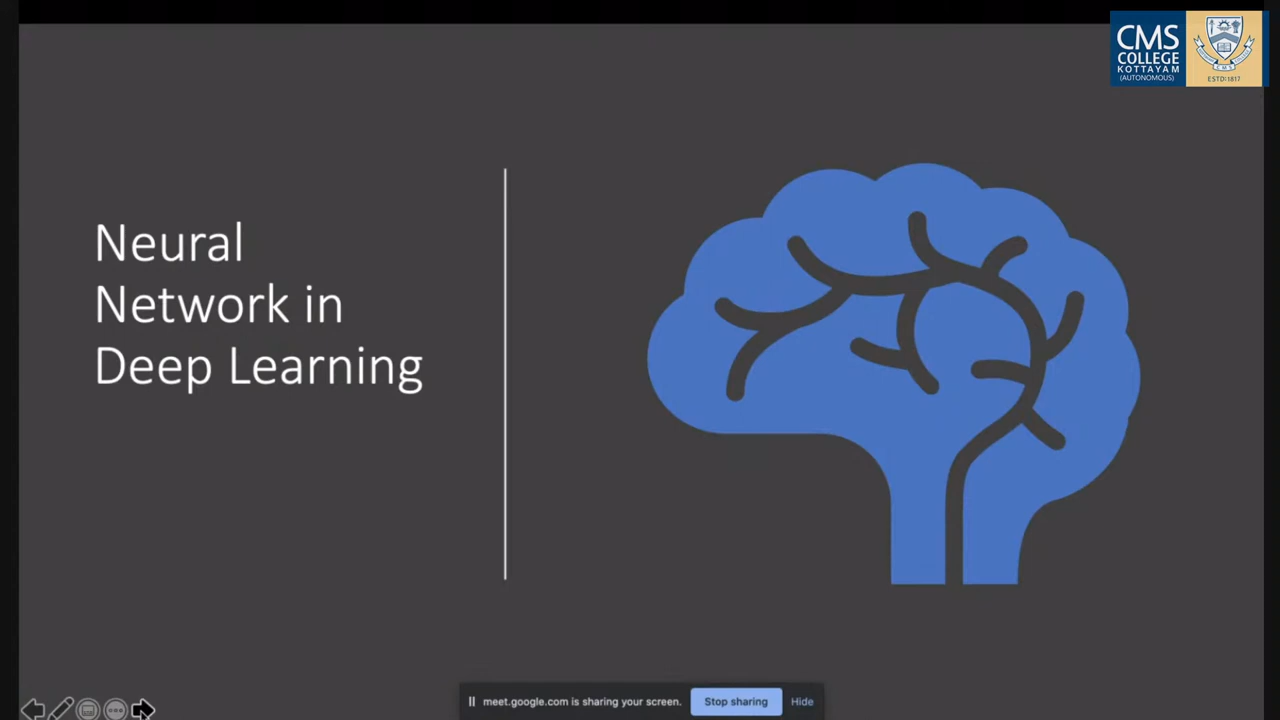 CMS
COLLEGE
KOTTAYAM
(AUTONOMOUS)
ESTD:1817
Neural
Network in
Deep Learning
meet.google.com is sharing your screen.
Stop sharing
Hide